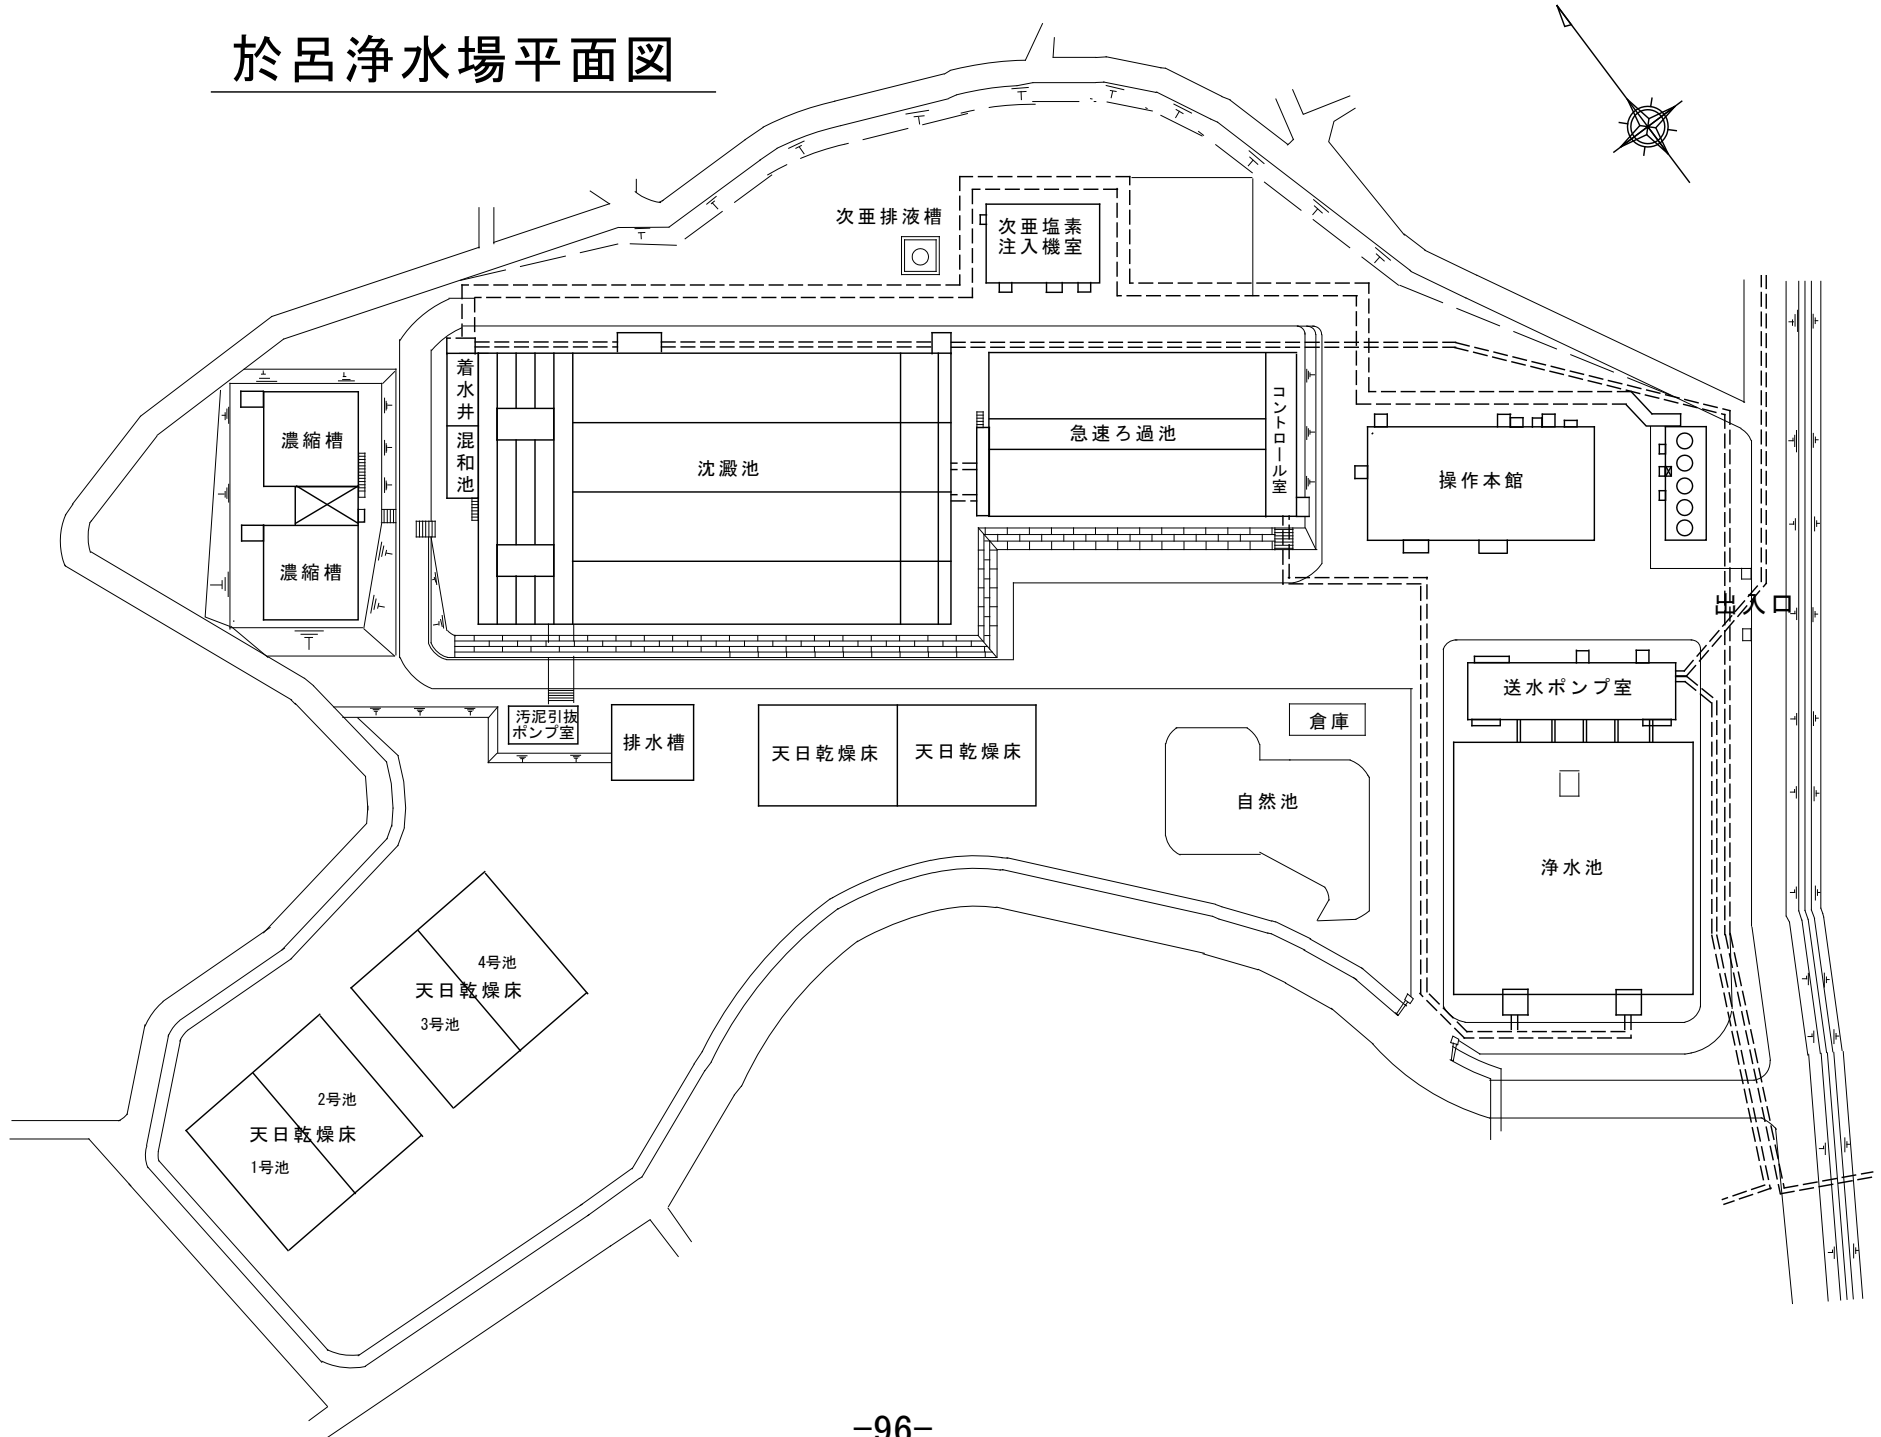 於呂浄水場平面図
次亜排液槽
次亜塩素
注入機室
着水井
混和池
濃縮槽
濃縮槽
沈澱池
急速ろ過池
コントロール室
操作本館
出入口
送水ポンプ室
汚泥引抜
ポンプ室
排水槽
天日乾燥床
天日乾燥床
倉庫
自然池
浄水池
4号池
天日乾燥床
3号池
2号池
天日乾燥床
1号池
-96-